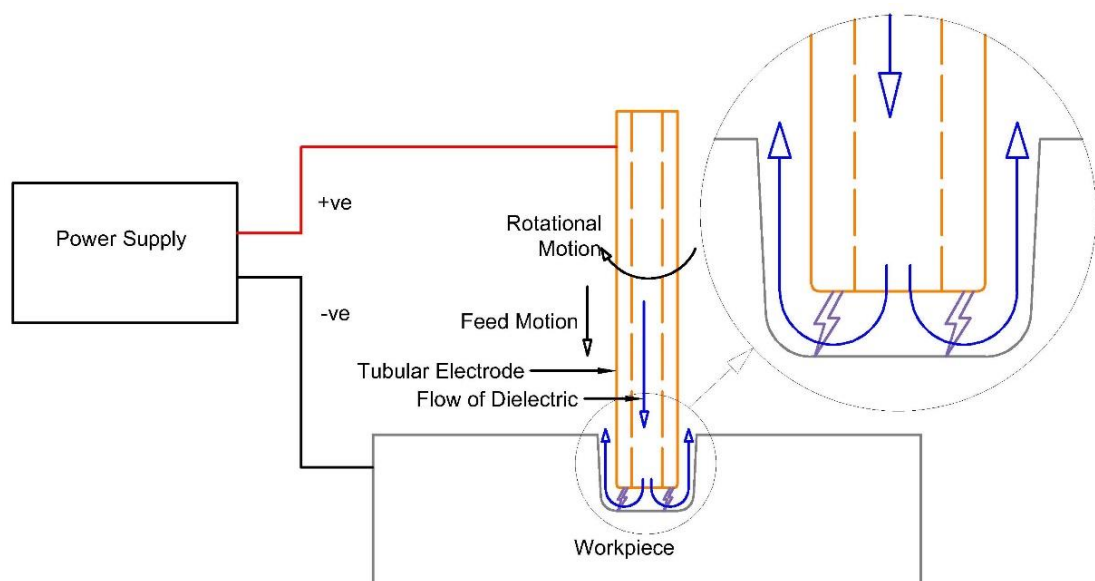 Power Supply
+ve
-ve
Rotational
Motion
Feed Motion
Tubular Electrode
Flow of Dielectric
Workpiece